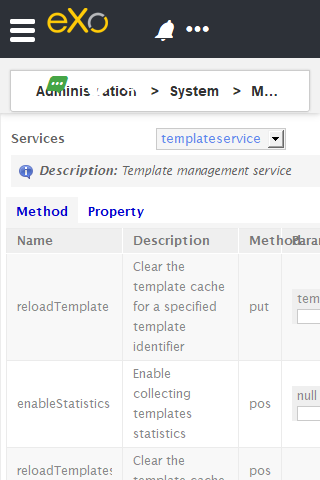 eXo
Adminis ation > System > M...
Services templateservice
Description: Template management service
Method Property
Name Description Method
reloadTemplate
Clear the
template cache
for a specified
template
identifier
put
tem
enableStatistics
Enable
collecting
templates
statistics
pos
null
reloadTemplates
Clear the
template cache
pos